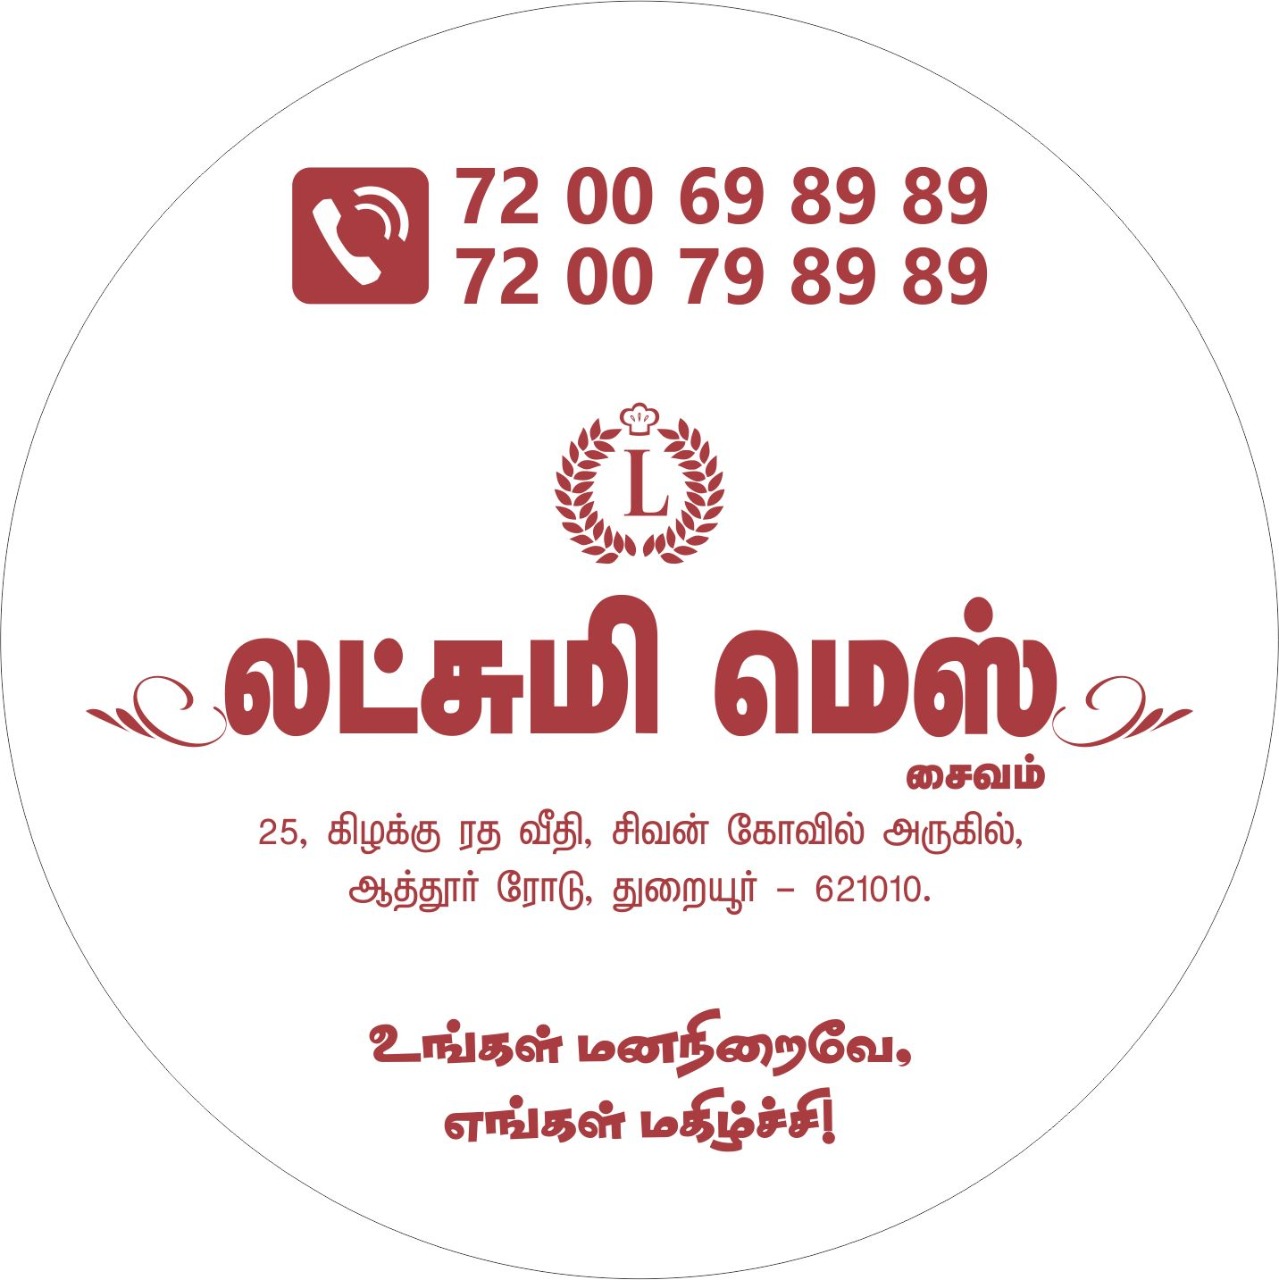 72 00 69 89 89
72 00 79 89 89
L
லட்சுமி மெஸ்
சைவம்
25, கிழக்கு ரத வீதி, சிவன் கோவில் அருகில்,
ஆத்தூர் ரோடு, துறையூர் – 621010.
உங்கள் மனநிறைவே,
எங்கள் மகிழ்ச்சி!